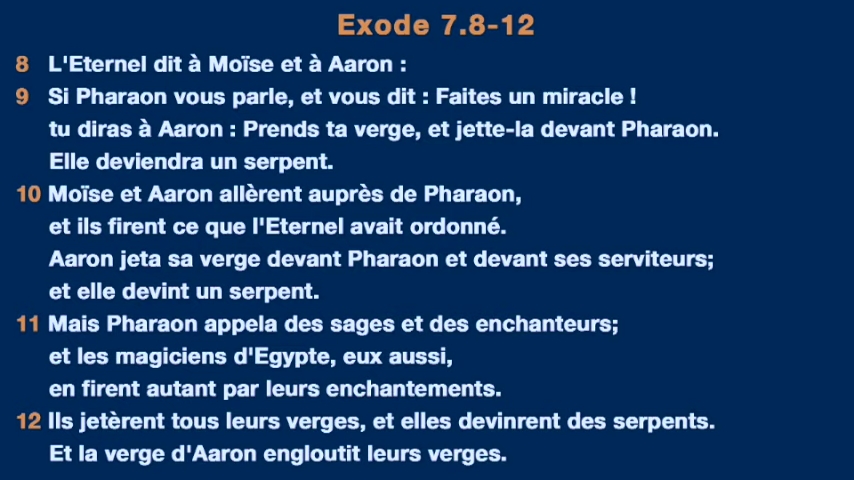 Exode 7.8-12
8 L'Eternel dit à Moïse et à Aaron :
9 Si Pharaon vous parle, et vous dit : Faites un miracle !
tu diras à Aaron : Prends ta verge, et jette-la devant Pharaon.
Elle deviendra un serpent.
10 Moïse et Aaron allèrent auprès de Pharaon,
et ils firent ce que l'Eternel avait ordonné.
Aaron jeta sa verge devant Pharaon et devant ses serviteurs;
et elle devint un serpent.
11 Mais Pharaon appela des sages et des enchanteurs;
et les magiciens d'Egypte, eux aussi,
en firent autant par leurs enchantements.
12 Ils jetèrent tous leurs verges, et elles devinrent des serpents.
Et la verge d'Aaron engloutit leurs verges.